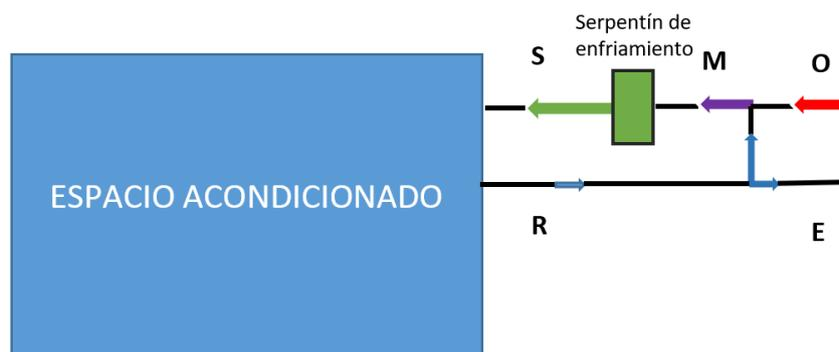 Serpentín de
enfriamiento
S
M
O
ESPACIO ACONDICIONADO
R
E